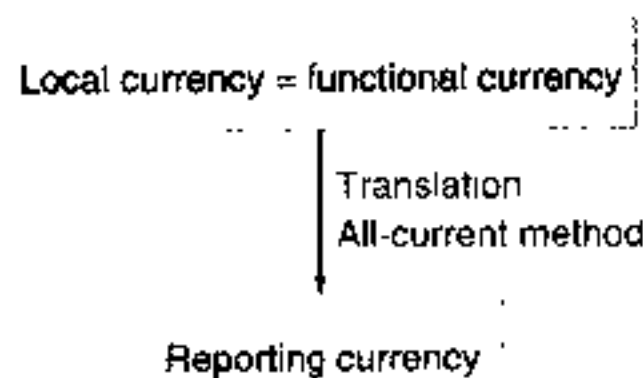 Local currency = functional currency
Translation
All-current method
Reporting currency